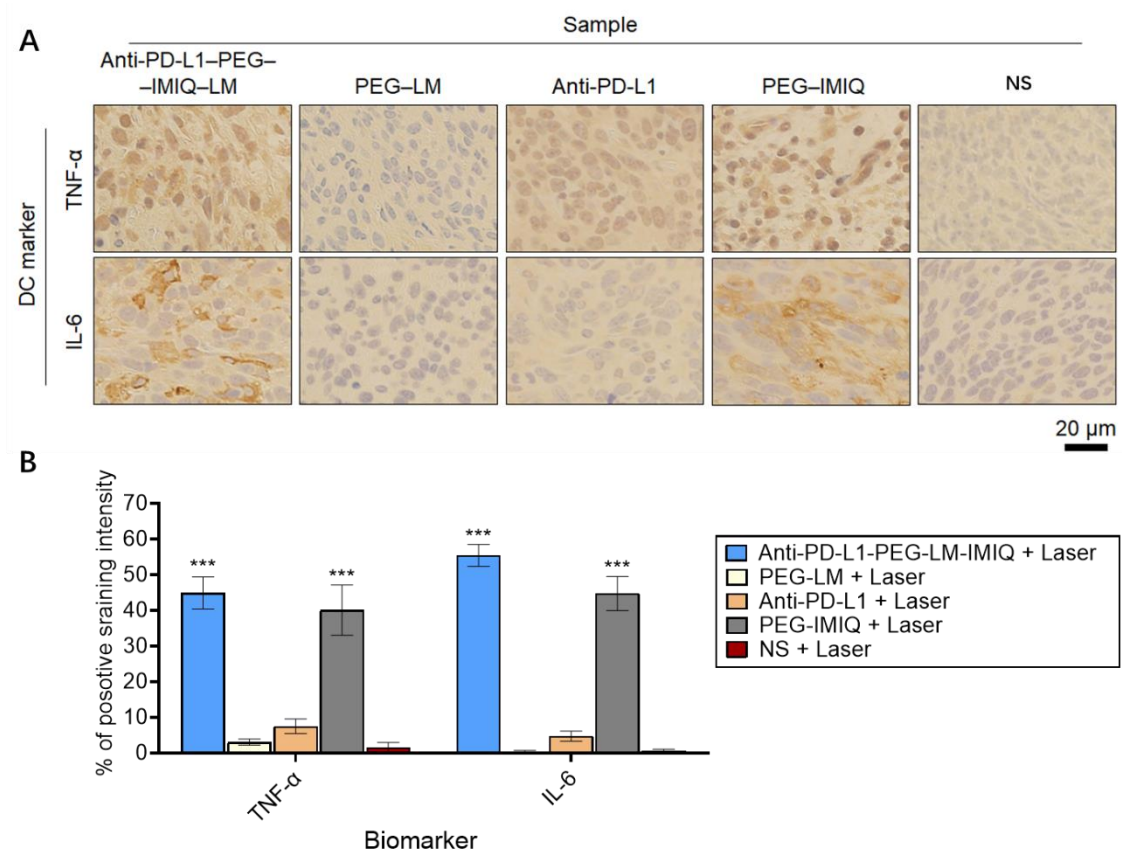 A
Sample
Anti-PD-L1–PEG–
–IMIQ–LM
PEG–LM
Anti-PD-L1
PEG–IMIQ
NS
DC marker
TNF-α
IL-6
20 µm
B
% of posotive sraining intensity
70
60
50
40
30
20
10
0
***
***
***
***
TNF-α
IL-6
Biomarker
Anti-PD-L1-PEG-LM-IMIQ + Laser
PEG-LM + Laser
Anti-PD-L1 + Laser
PEG-IMIQ + Laser
NS + Laser